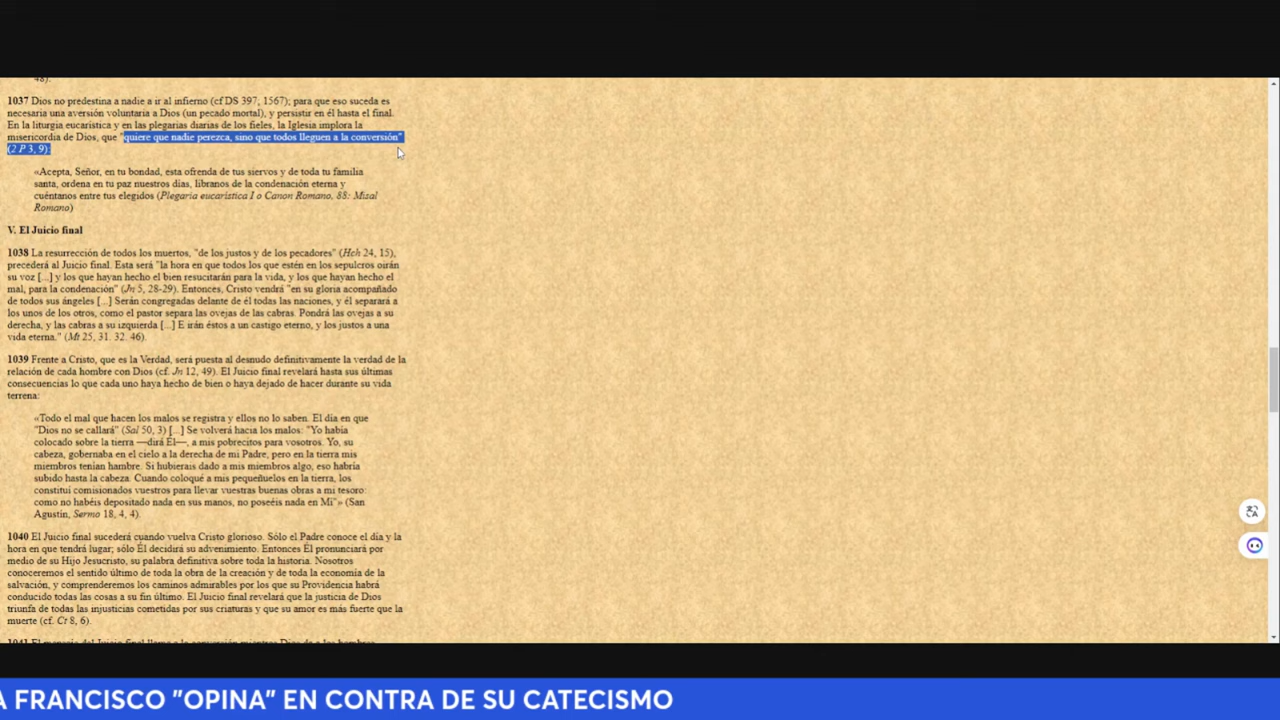 48).
1037 Dios no predestina a nadie a ir al infierno (cf DS 397, 1567); para que eso suceda es
necesaria una aversión voluntaria a Dios (un pecado mortal), y persistir en él hasta el final.
En la liturgia eucarística y en las plegarias diarias de los fieles, la Iglesia implora la
misericordia de Dios, que "quiere que nadie perezca, sino que todos lleguen a la conversión"
(2 P 3, 9):
«Acepta, Señor, en tu bondad, esta ofrenda de tus siervos y de toda tu familia
santa, ordena en tu paz nuestros días, líbranos de la condenación eterna y
cuéntanos entre tus elegidos (Plegaria eucarística I o Canon Romano, 88: Misal
Romano)
V. El Juicio final
1038 La resurrección de todos los muertos, "de los justos y de los pecadores" (Hch 24, 15),
precederá al Juicio final. Esta será "la hora en que todos los que estén en los sepulcros oirán
su voz [...] y los que hayan hecho el bien resucitarán para la vida, y los que hayan hecho el
mal, para la condenación" (Jn 5, 28-29). Entonces, Cristo vendrá "en su gloria acompañado
de todos sus ángeles [...] Serán congregadas delante de él todas las naciones, y él separará a
los unos de los otros, como el pastor separa las ovejas de las cabras. Pondrá las ovejas a su
derecha, y las cabras a su izquierda [...] E irán éstos a un castigo eterno, y los justos a una
vida eterna." (Mt 25, 31. 32. 46).
1039 Frente a Cristo, que es la Verdad, será puesta al desnudo definitivamente la verdad de la
relación de cada hombre con Dios (cf. Jn 12, 49). El Juicio final revelará hasta sus últimas
consecuencias lo que cada uno haya hecho de bien o haya dejado de hacer durante su vida
terrena:
«Todo el mal que hacen los malos se registra y ellos no lo saben. El día en que
"Dios no se callará" (Sal 50, 3) [...] Se volverá hacia los malos: "Yo había
colocado sobre la tierra —dirá Él—, a mis pobrecitos para vosotros. Yo, su
cabeza, gobernaba en el cielo a la derecha de mi Padre, pero en la tierra mis
miembros tenían hambre. Si hubierais dado a mis miembros algo, eso habría
subido hasta la cabeza. Cuando coloqué a mis pequeñuelos en la tierra, los
constituí comisionados vuestros para llevar vuestras buenas obras a mi tesoro:
como no habéis depositado nada en sus manos, no poseéis nada en Mí"» (San
Agustín, Sermo 18, 4, 4).
1040 El Juicio final sucederá cuando vuelva Cristo glorioso. Sólo el Padre conoce el día y la
hora en que tendrá lugar; sólo Él decidirá su advenimiento. Entonces Él pronunciará por
medio de su Hijo Jesucristo, su palabra definitiva sobre toda la historia. Nosotros
conoceremos el sentido último de toda la obra de la creación y de toda la economía de la
salvación, y comprenderemos los caminos admirables por los que su Providencia habrá
conducido todas las cosas a su fin último. El Juicio final revelará que la justicia de Dios
triunfa de todas las injusticias cometidas por sus criaturas y que su amor es más fuerte que la
muerte (cf. Ct 8, 6).
1041 El mensaje del Juicio final llama a la conversión mientras Dios da a los hombres
A FRANCISCO "OPINA" EN CONTRA DE SU CATECISMO